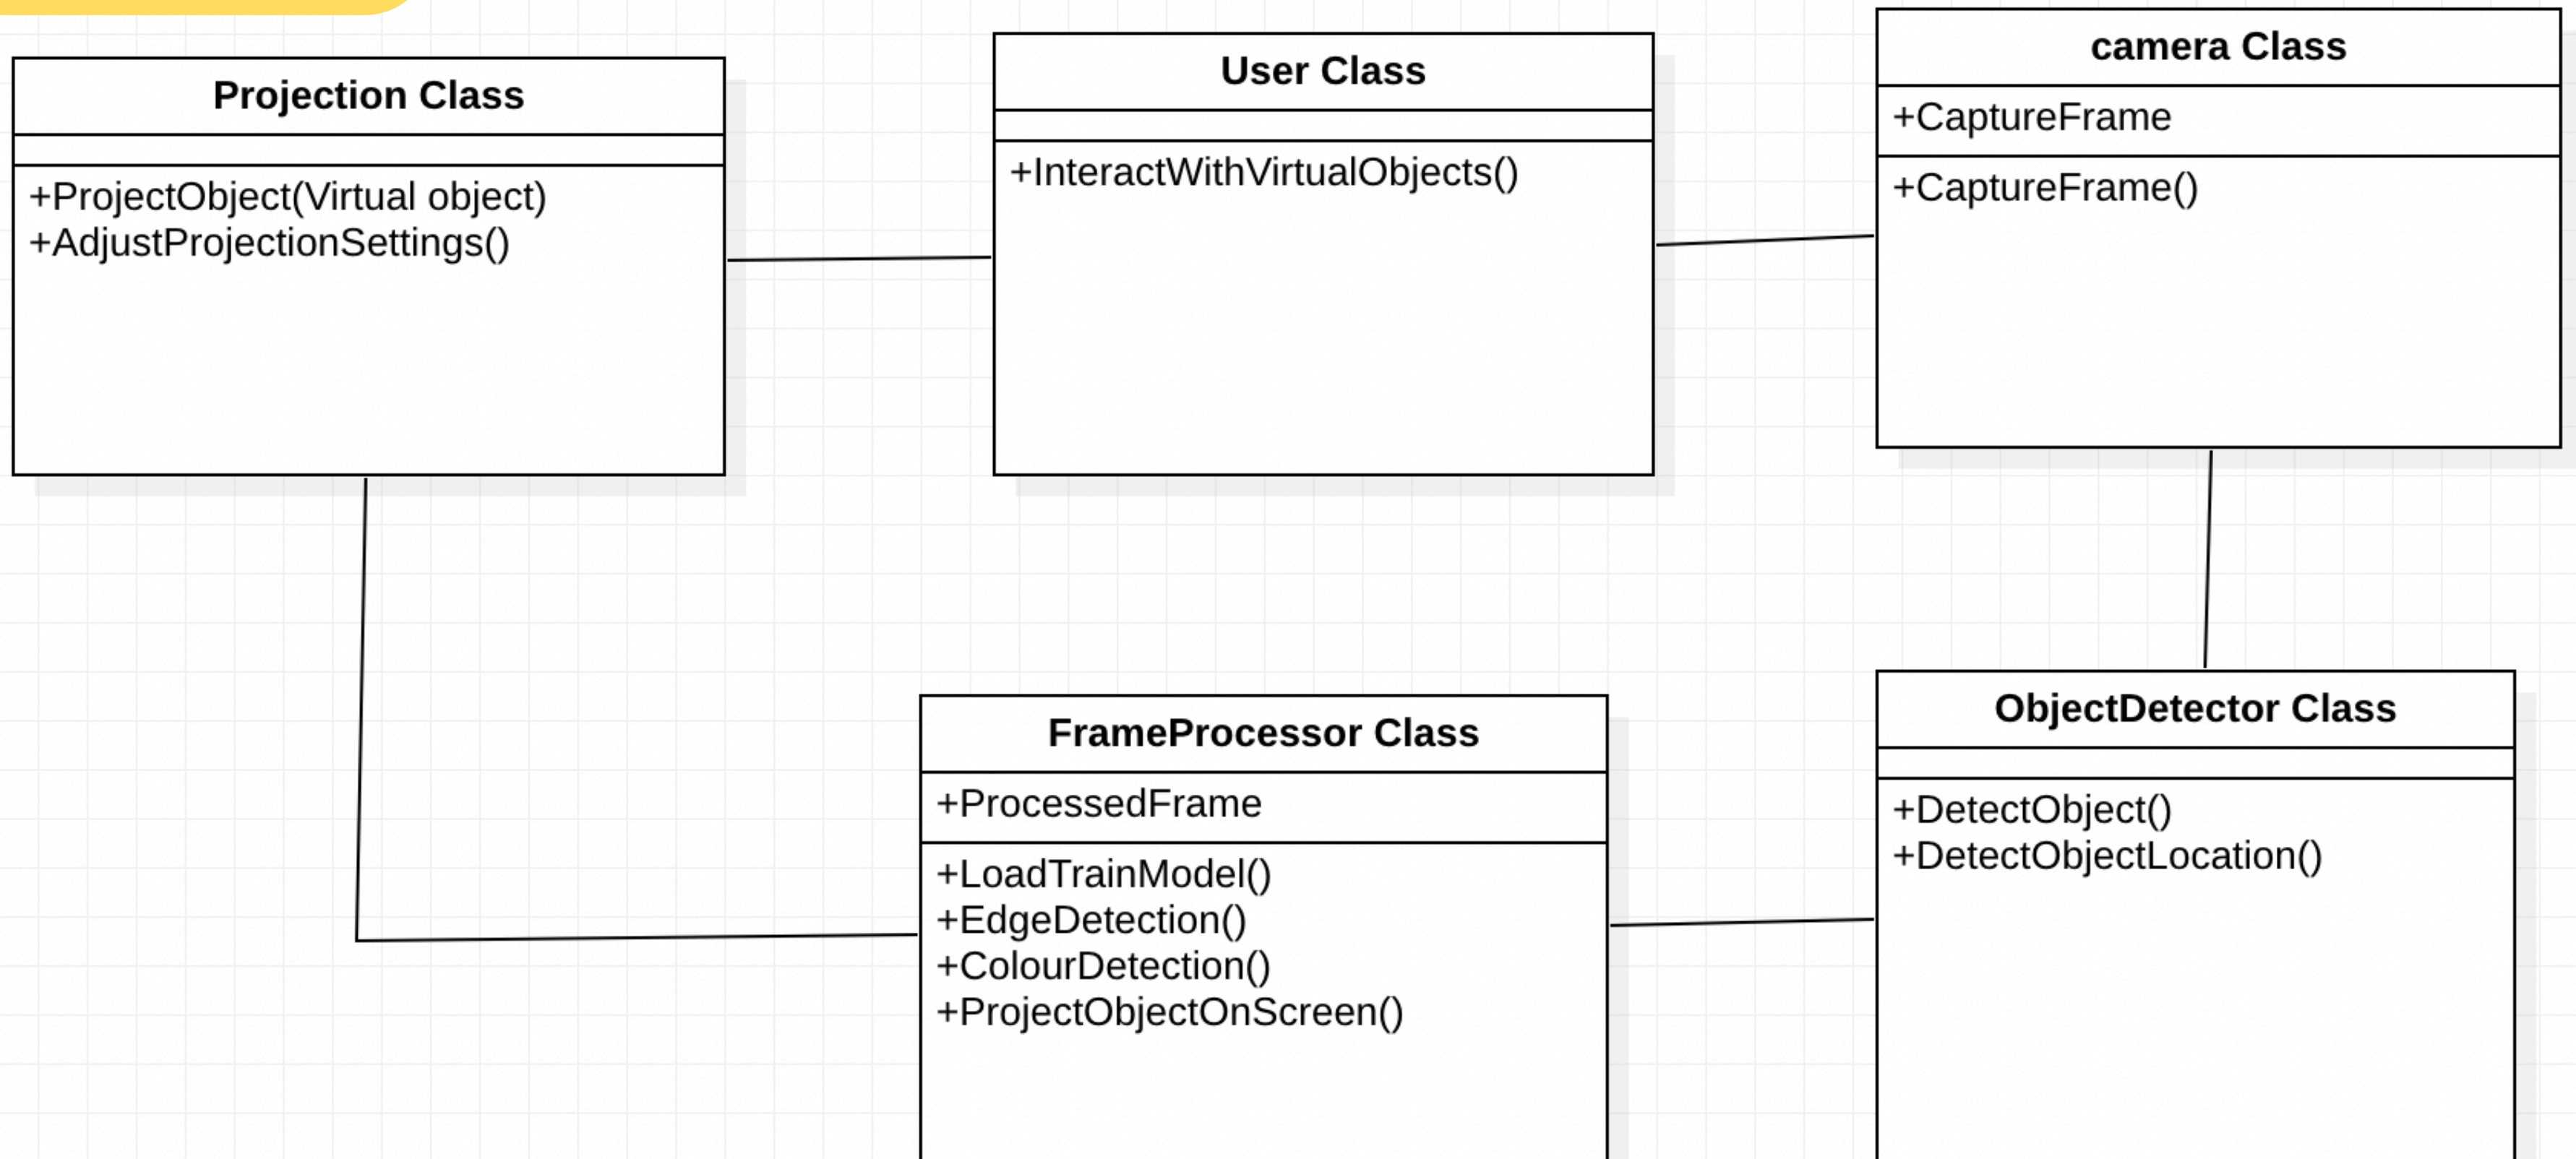 Projection Class
+ProjectObject(Virtual object)
+AdjustProjectionSettings()
User Class
+InteractWithVirtualObjects()
camera Class
+CaptureFrame
+CaptureFrame()
FrameProcessor Class
+ProcessedFrame
+LoadTrainModel()
+EdgeDetection()
+ColourDetection()
+ProjectObjectOnScreen()
ObjectDetector Class
+DetectObject()
+DetectObjectLocation()